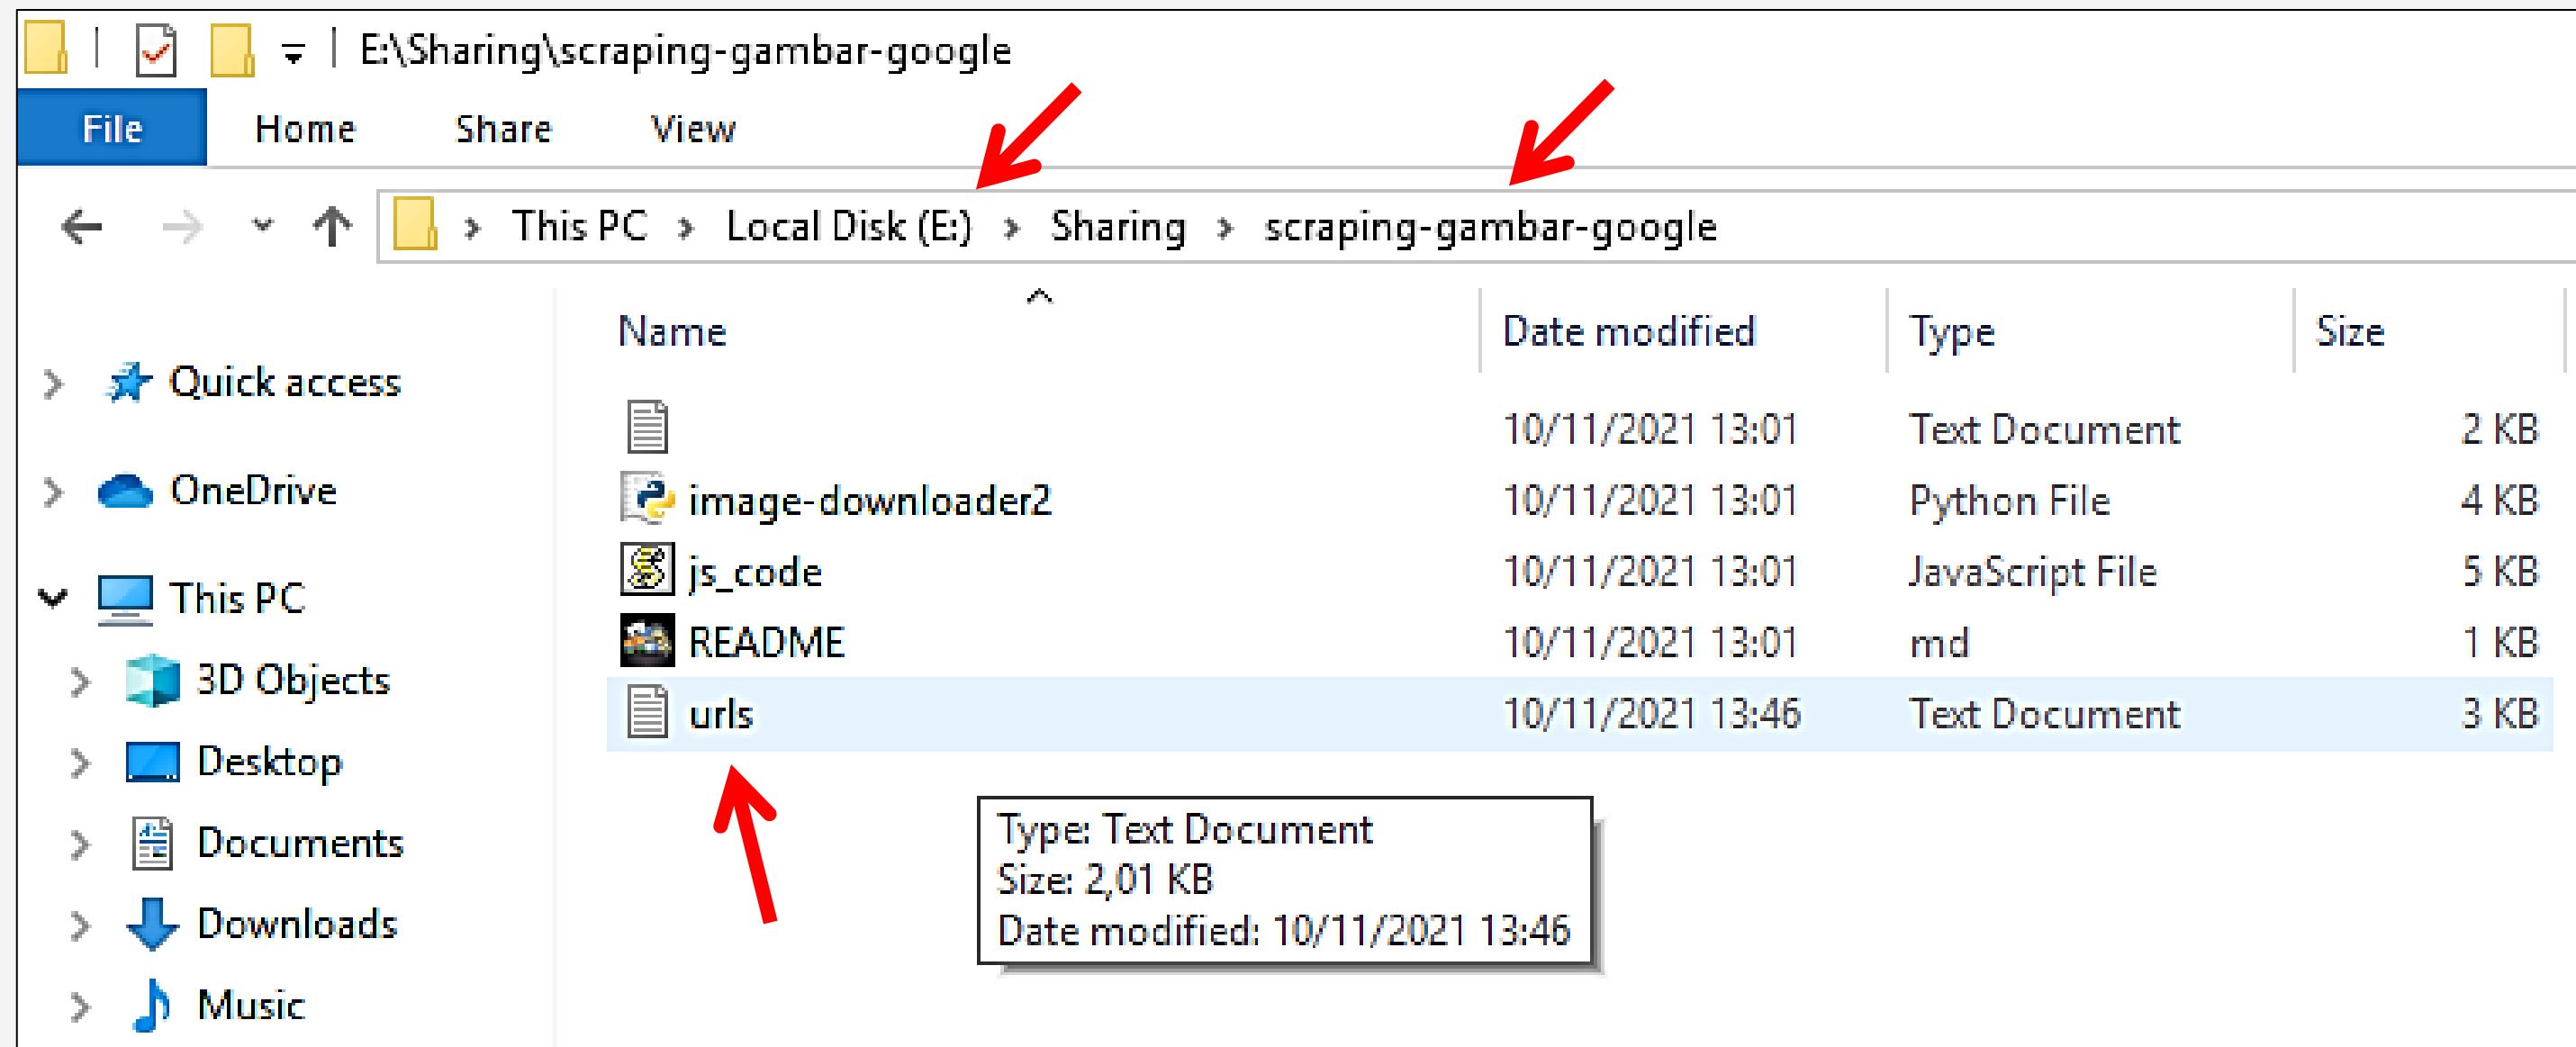 E:\Sharing\scraping-gambar-google
File Home Share View
This PC Local Disk (E:) Sharing scraping-gambar-google
Name Date modified Type Size
Quick access
OneDrive
This PC
3D Objects
Desktop
Documents
Downloads
Music
10/11/2021 13:01 Text Document 2 KB
image-downloader2 10/11/2021 13:01 Python File 4 KB
js_code 10/11/2021 13:01 JavaScript File 5 KB
README 10/11/2021 13:01 md 1 KB
urls 10/11/2021 13:46 Text Document 3 KB
Type: Text Document
Size: 2,01 KB
Date modified: 10/11/2021 13:46